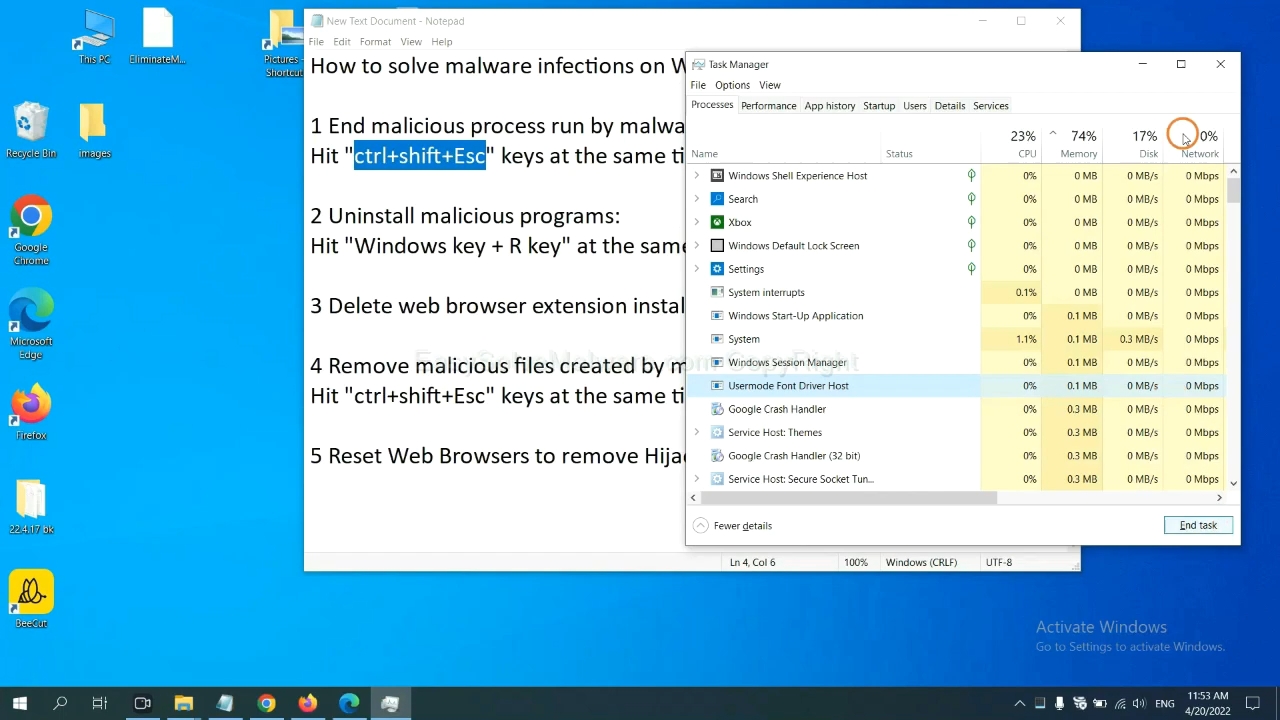 This PC
EliminateM...
Pictures - Shortcut
Recycle Bin
images
Google Chrome
Microsoft Edge
Firefox
22.4.17 bk
BeeCut
New Text Document - Notepad
File Edit Format View Help
How to solve malware infections on W
1 End malicious process run by malwa
Hit "ctrl+shift+Esc" keys at the same ti
2 Uninstall malicious programs:
Hit "Windows key + R key" at the same
3 Delete web browser extension instal
4 Remove malicious files created by m
Hit "ctrl+shift+Esc" keys at the same ti
5 Reset Web Browsers to remove Hijac
Ln 4, Col 6 100% Windows (CRLF) UTF-8
Task Manager
File Options View
Processes Performance App history Startup Users Details Services
23% 74% 17% 0%
Name Status CPU Memory Disk Network
Windows Shell Experience Host 0% 0 MB 0 MB/s 0 Mbps
Search 0% 0 MB 0 MB/s 0 Mbps
Xbox 0% 0 MB 0 MB/s 0 Mbps
Windows Default Lock Screen 0% 0 MB 0 MB/s 0 Mbps
Settings 0% 0 MB 0 MB/s 0 Mbps
System interrupts 0.1% 0 MB 0 MB/s 0 Mbps
Windows Start-Up Application 0% 0.1 MB 0 MB/s 0 Mbps
System 1.1% 0.1 MB 0.3 MB/s 0 Mbps
Windows Session Manager 0% 0.1 MB 0 MB/s 0 Mbps
Usermode Font Driver Host 0% 0.1 MB 0 MB/s 0 Mbps
Google Crash Handler 0% 0.3 MB 0 MB/s 0 Mbps
Service Host: Themes 0% 0.3 MB 0 MB/s 0 Mbps
Google Crash Handler (32 bit) 0% 0.3 MB 0 MB/s 0 Mbps
Service Host: Secure Socket Tun... 0% 0.3 MB 0 MB/s 0 Mbps
Fewer details End task
Activate Windows
Go to Settings to activate Windows.
ENG
11:53 AM
4/20/2022